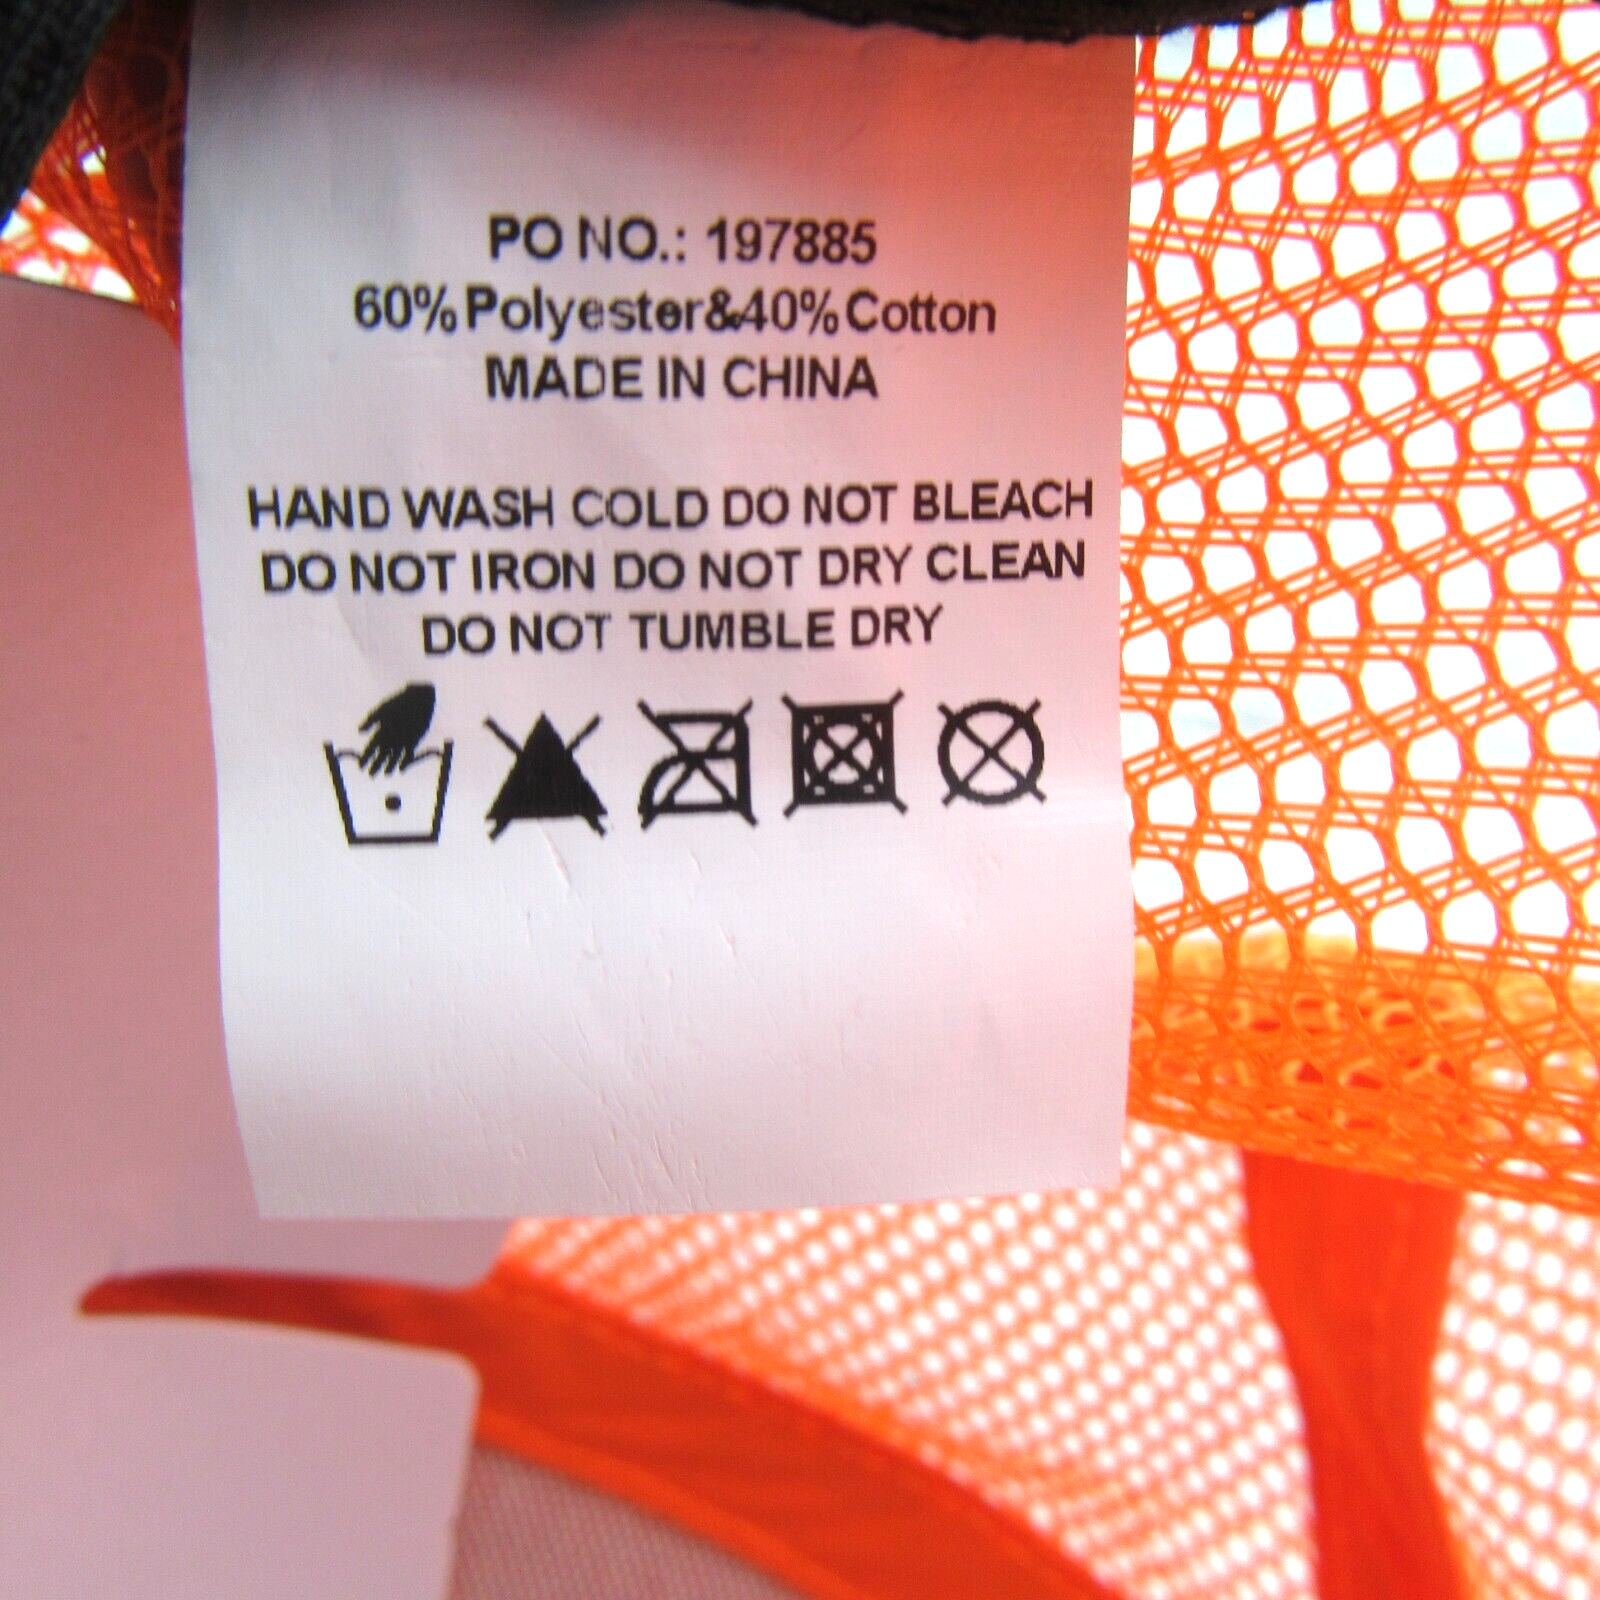 PO NO.: 197885
60%Polyester&40%Cotton
MADE IN CHINA
HAND WASH COLD DO NOT BLEACH
DO NOT IRON DO NOT DRY CLEAN
DO NOT TUMBLE DRY